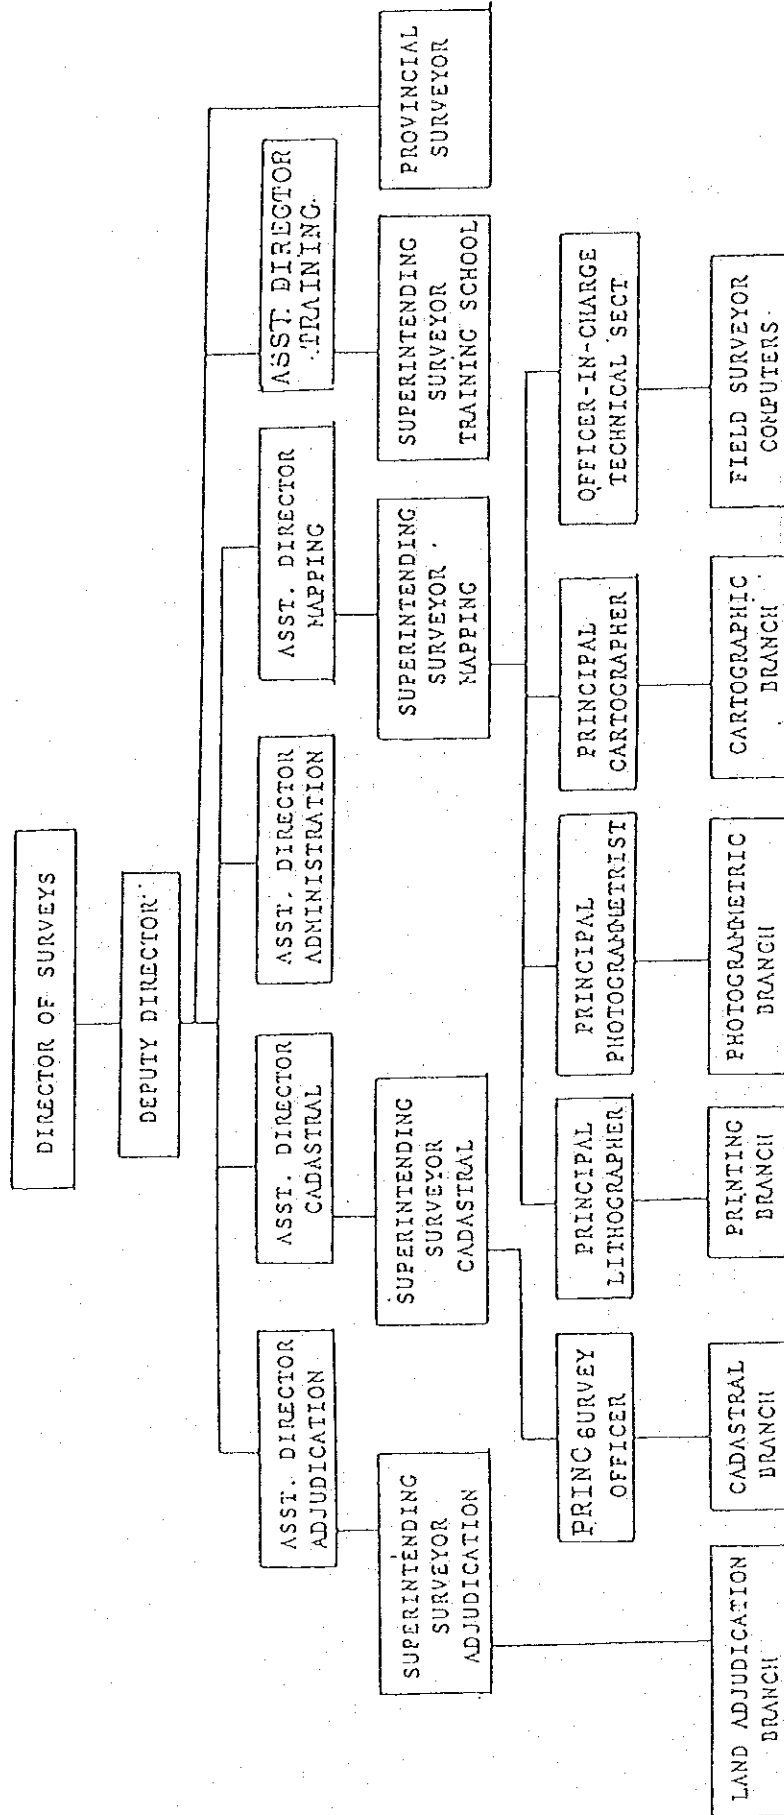 DIRECTOR OF SURVEYS
DEPUTY DIRECTOR
ASST. DIRECTOR
ADJUDICATION
ASST. DIRECTOR
CADASTRAL
ASST. DIRECTOR
ADMINISTRATION
ASST. DIRECTOR
MAPPING
ASST. DIRECTOR
TRAINING
SUPERINTENDING
SURVEYOR
ADJUDICATION
SUPERINTENDING
SURVEYOR
CADASTRAL
SUPERINTENDING
SURVEYOR
MAPPING
SUPERINTENDING
SURVEYOR
TRAINING SCHOOL
PROVINCIAL
SURVEYOR
PRINC SURVEY
OFFICER
PRINCIPAL
LITHOGRAPHER
PRINCIPAL
PHOTOGRAMMETRIST
PRINCIPAL
CARTOGRAPHER
OFFICER-IN-CHARGE
TECHNICAL SECT
LAND ADJUDICATION
BRANCH
CADASTRAL
BRANCH
PRINTING
BRANCH
PHOTOGRAMMETRIC
BRANCH
CARTOGRAPHIC
BRANCH
FIELD SURVEYOR
COMPUTERS